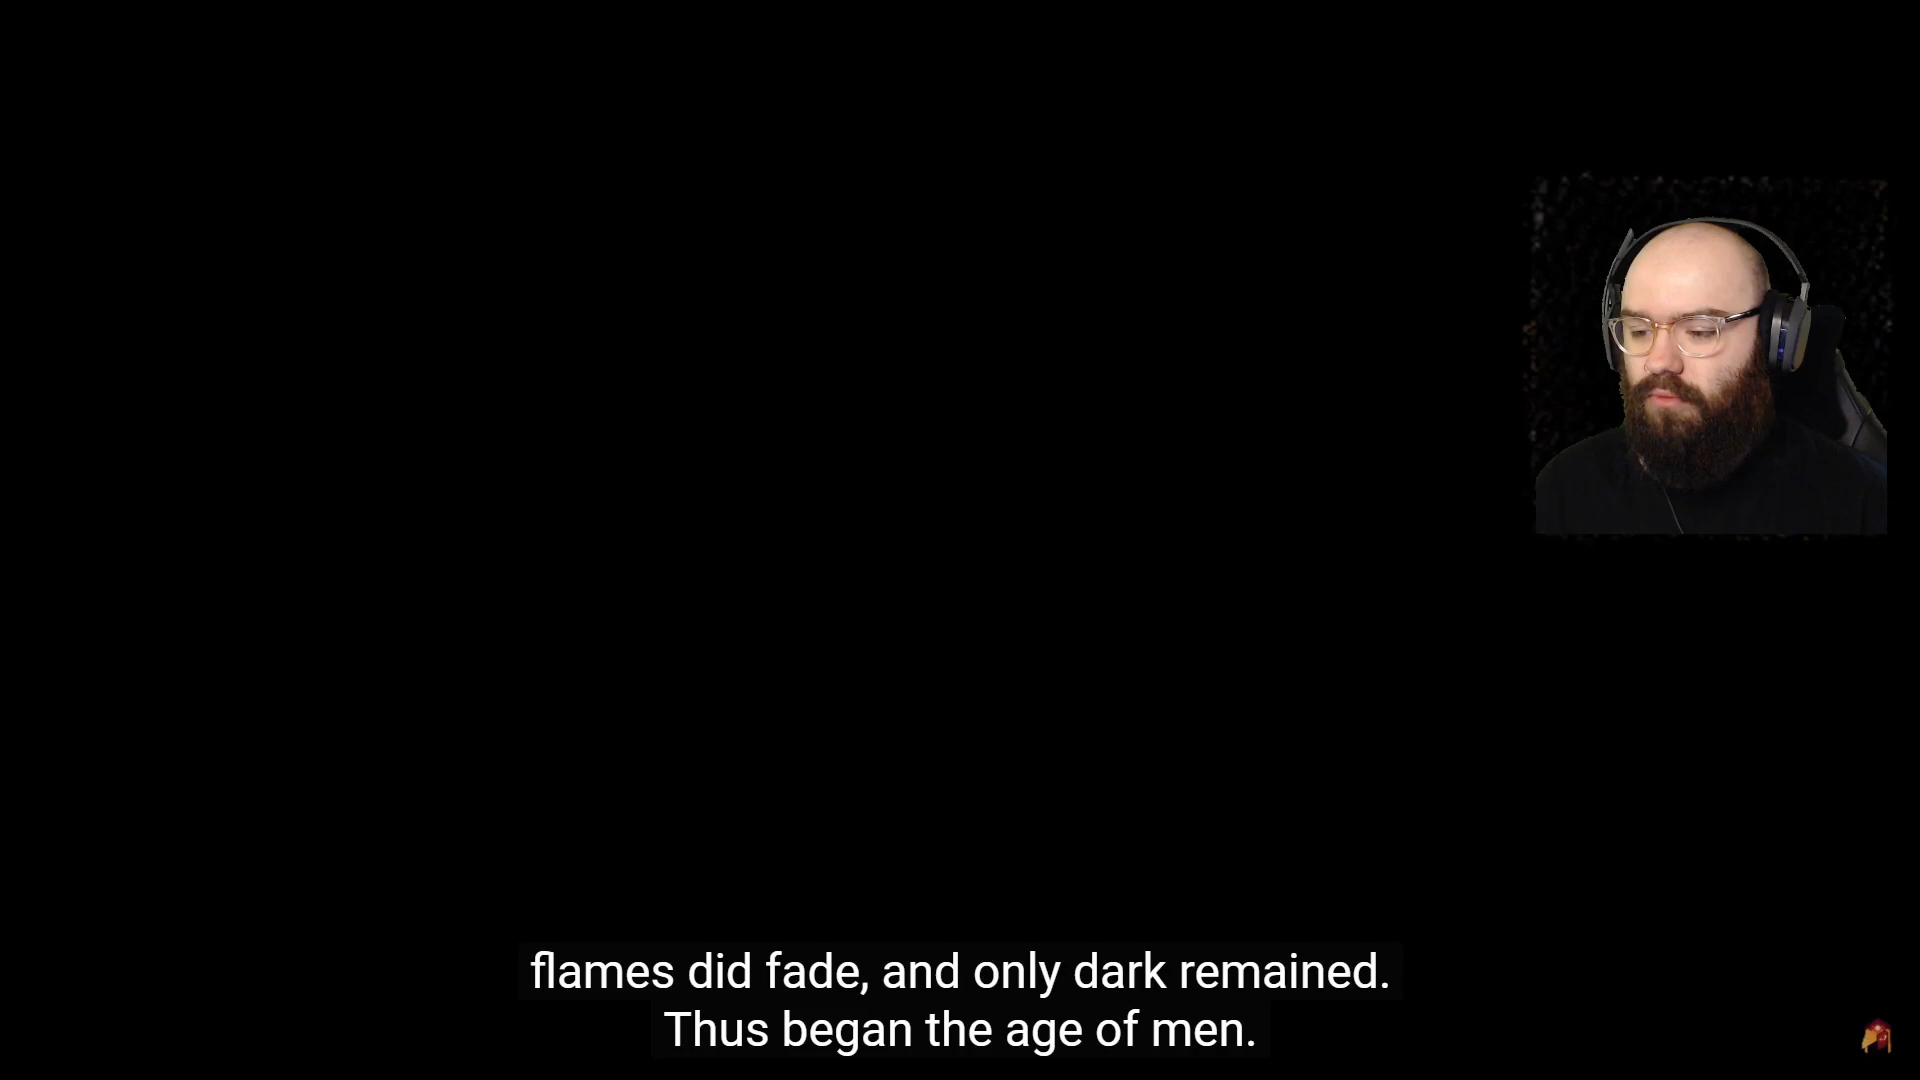 flames did fade, and only dark remained.
Thus began the age of men.